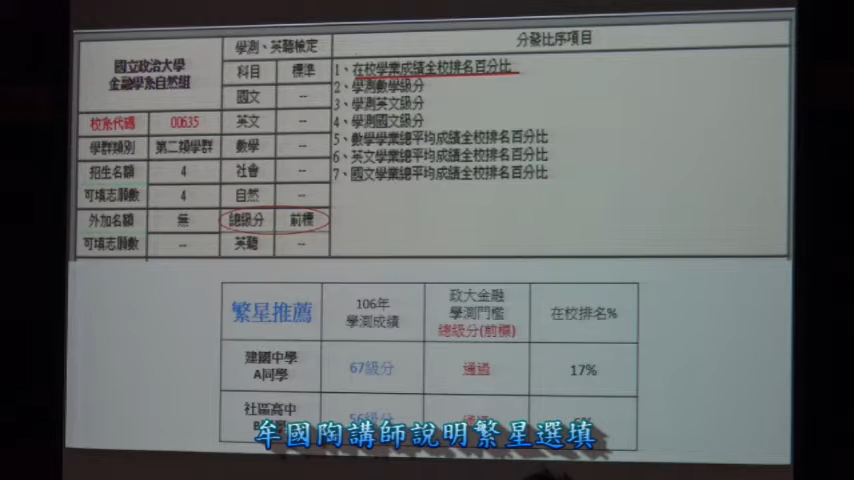 國立政治大學
金融學系自然組
學測、英聽檢定
分發比序項目
科目 標準
國文 --
校系代碼 00635 英文 --
學群類別 第二類學群 數學 --
招生名額 4 社會 --
可填志願數 4 自然 --
外加名額 無 總級分 前標
可填志願數 -- 英聽 --
1、在校學業成績全校排名百分比
2、學測數學級分
3、學測英文級分
4、學測國文級分
5、數學學業總平均成績全校排名百分比
6、英文學業總平均成績全校排名百分比
7、國文學業總平均成績全校排名百分比
繁星推薦
106年
學測成績
政大金融
學測門檻
總級分(前標)
在校排名%
建國中學
A同學
67級分 通過 17%
社區高中
56級分
牟國陶講師說明繁星選填